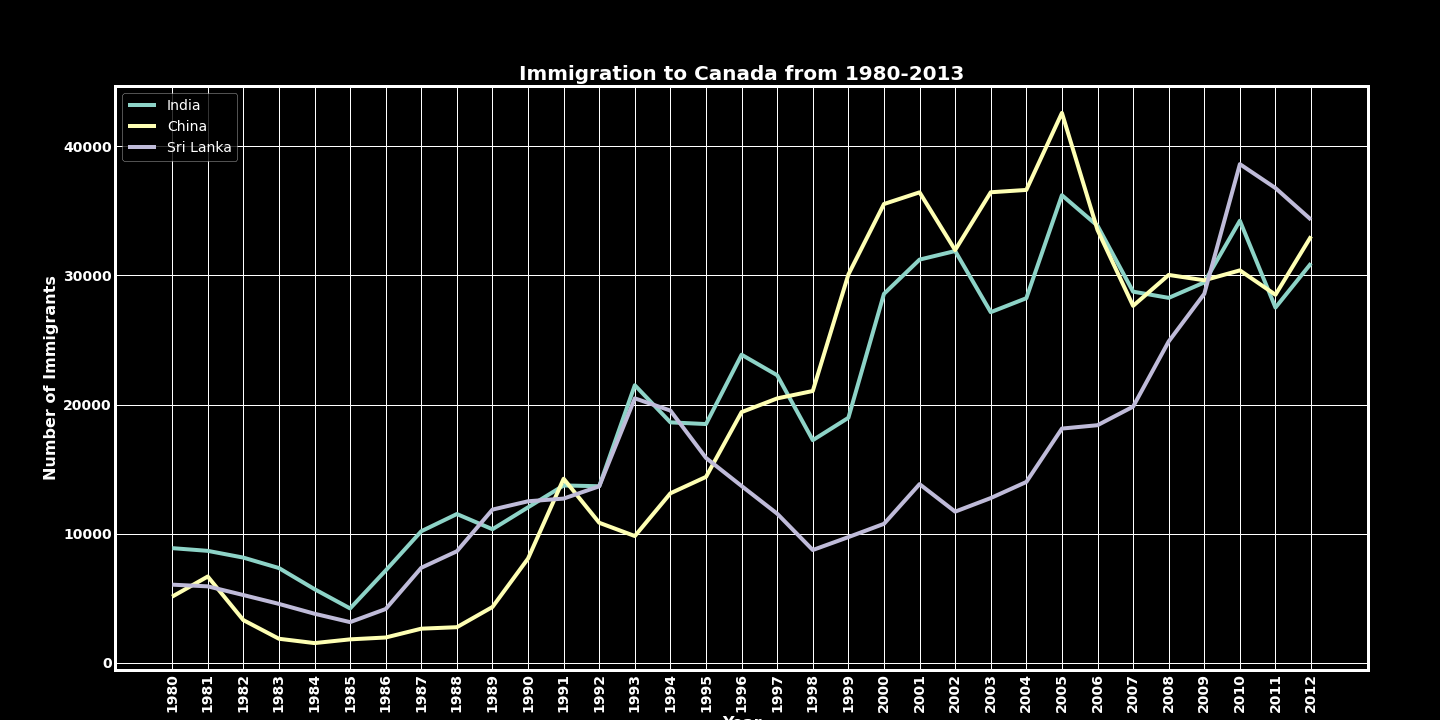 Immigration to Canada from 1980-2013
India
China
Sri Lanka
Number of Immigrants
40000
30000
20000
10000
0
1980 1981 1982 1983 1984 1985 1986 1987 1988 1989 1990 1991 1992 1993 1994 1995 1996 1997 1998 1999 2000 2001 2002 2003 2004 2005 2006 2007 2008 2009 2010 2011 2012